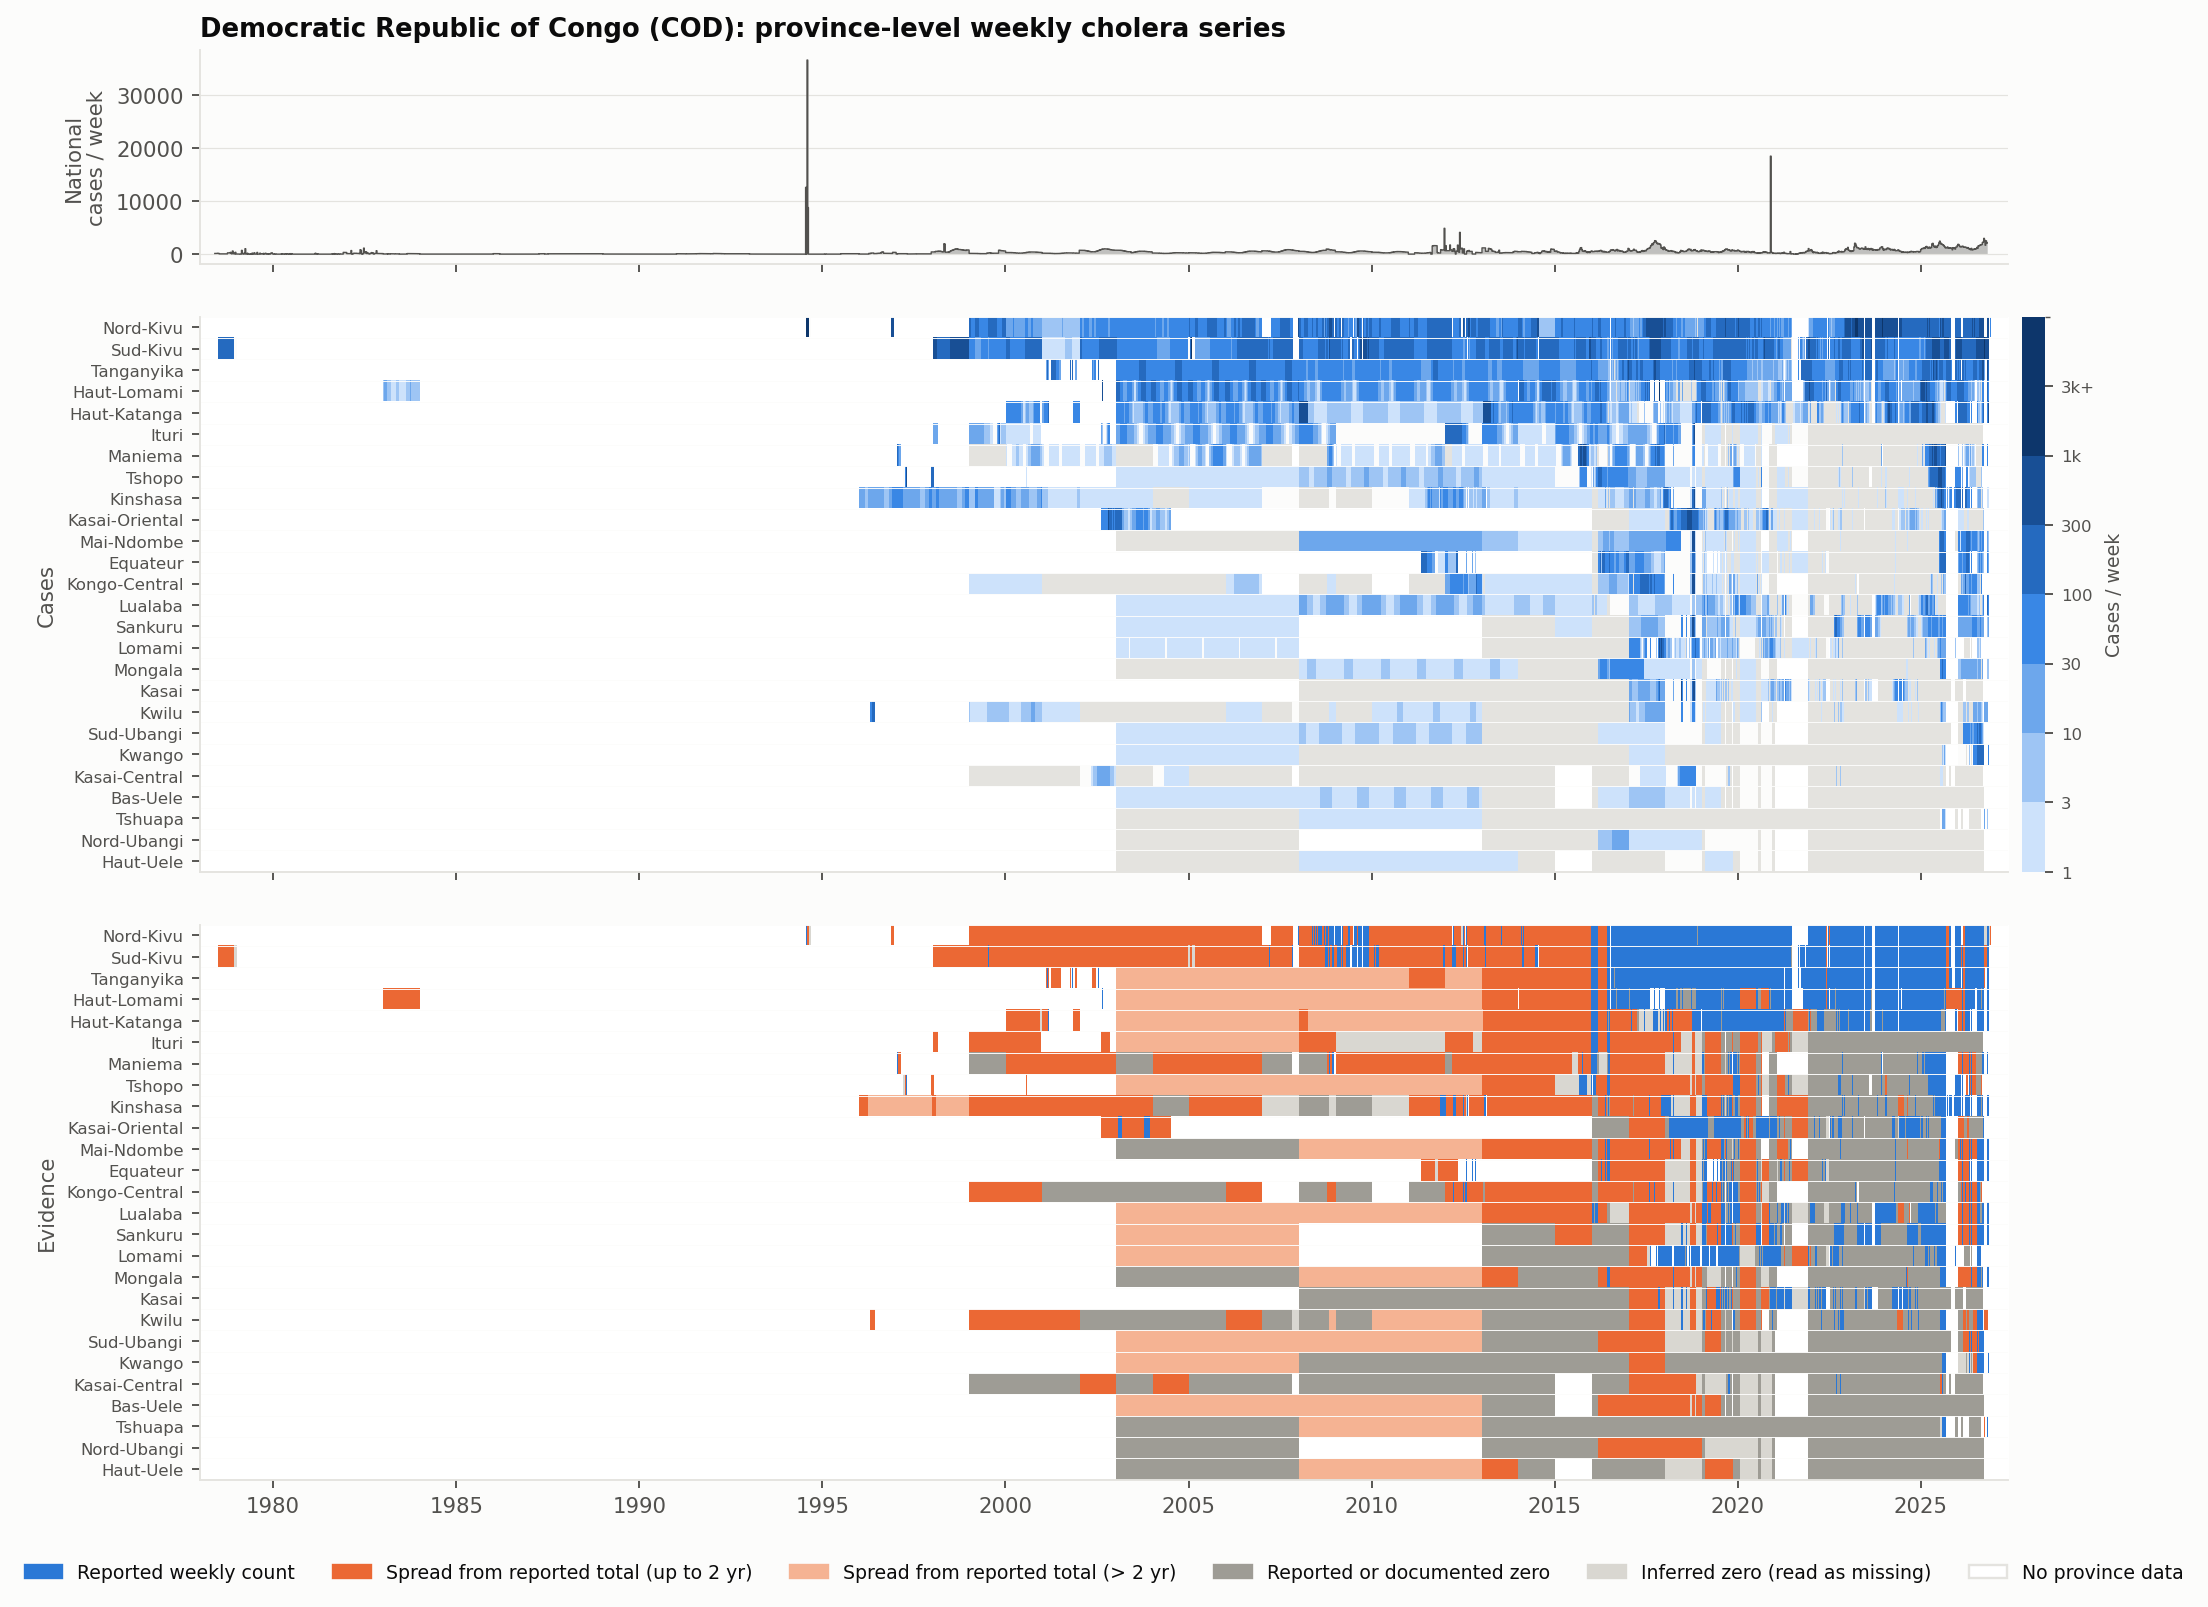 Democratic Republic of Congo (COD): province-level weekly cholera series
National
cases / week
30000
20000
10000
0
Cases
Nord-Kivu
Sud-Kivu
Tanganyika
Haut-Lomami
Haut-Katanga
Ituri
Maniema
Tshopo
Kinshasa
Kasai-Oriental
Mai-Ndombe
Equateur
Kongo-Central
Lualaba
Sankuru
Lomami
Mongala
Kasai
Kwilu
Sud-Ubangi
Kwango
Kasai-Central
Bas-Uele
Tshuapa
Nord-Ubangi
Haut-Uele
3k+
1k
300
100
30
10
3
1
Cases / week
Evidence
Nord-Kivu
Sud-Kivu
Tanganyika
Haut-Lomami
Haut-Katanga
Ituri
Maniema
Tshopo
Kinshasa
Kasai-Oriental
Mai-Ndombe
Equateur
Kongo-Central
Lualaba
Sankuru
Lomami
Mongala
Kasai
Kwilu
Sud-Ubangi
Kwango
Kasai-Central
Bas-Uele
Tshuapa
Nord-Ubangi
Haut-Uele
1980 1985 1990 1995 2000 2005 2010 2015 2020 2025
Reported weekly count Spread from reported total (up to 2 yr) Spread from reported total (> 2 yr) Reported or documented zero Inferred zero (read as missing) No province data